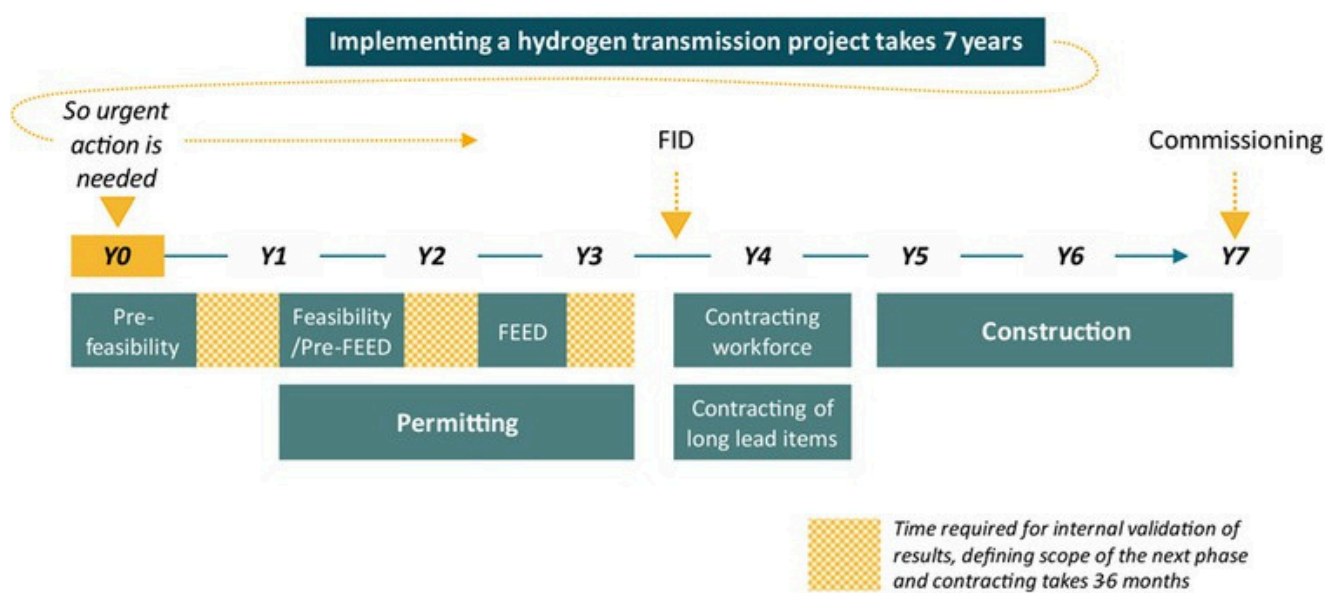 Implementing a hydrogen transmission project takes 7 years
So urgent
action is
needed
FID
Commissioning
Y0
Y1
Y2
Y3
Y4
Y5
Y6
Y7
Pre-
feasibility
Feasibility
/Pre-FEED
FEED
Contracting
workforce
Construction
Permitting
Contracting of
long lead items
Time required for internal validation of
results, defining scope of the next phase
and contracting takes 36 months